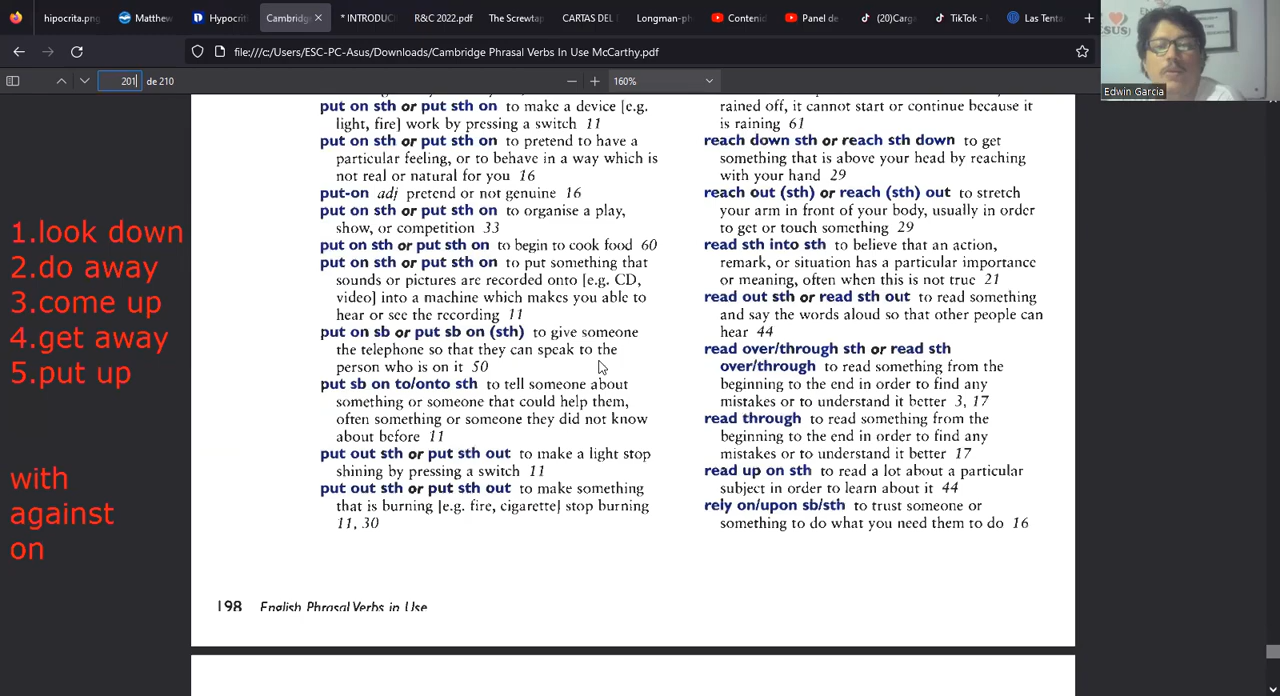 hipocrita.png
Matthew
Hypocriti
Cambridge
* INTRODUC
R&C 2022.pdf
The Screwtap
CARTAS DEL
Longman-ph
Conteni
Panel de
(20)Carg
TikTok -
Las Tenta
file:///c:/Users/ESC-PC-Asus/Downloads/Cambridge Phrasal Verbs In Use McCarthy.pdf
201
de 210
160%
Edwin Garcia
1.look down
2.do away
3.come up
4.get away
5.put up
with
against
on
put on sth or put sth on to make a device [e.g.
light, fire] work by pressing a switch 11
put on sth or put sth on to pretend to have a
particular feeling, or to behave in a way which is
not real or natural for you 16
put-on adj pretend or not genuine 16
put on sth or put sth on to organise a play,
show, or competition 33
put on sth or put sth on to begin to cook food 60
put on sth or put sth on to put something that
sounds or pictures are recorded onto [e.g. CD,
video] into a machine which makes you able to
hear or see the recording 11
put on sb or put sb on (sth) to give someone
the telephone so that they can speak to the
person who is on it 50
put sb on to/onto sth to tell someone about
something or someone that could help them,
often something or someone they did not know
about before 11
put out sth or put sth out to make a light stop
shining by pressing a switch 11
put out sth or put sth out to make something
that is burning [e.g. fire, cigarette] stop burning
11, 30
rained off, it cannot start or continue because it
is raining 61
reach down sth or reach sth down to get
something that is above your head by reaching
with your hand 29
reach out (sth) or reach (sth) out to stretch
your arm in front of your body, usually in order
to get or touch something 29
read sth into sth to believe that an action,
remark, or situation has a particular importance
or meaning, often when this is not true 21
read out sth or read sth out to read something
and say the words aloud so that other people can
hear 44
read over/through sth or read sth
over/through to read something from the
beginning to the end in order to find any
mistakes or to understand it better 3, 17
read through to read something from the
beginning to the end in order to find any
mistakes or to understand it better 17
read up on sth to read a lot about a particular
subject in order to learn about it 44
rely on/upon sb/sth to trust someone or
something to do what you need them to do 16
198 English Phrasal Verbs in Use